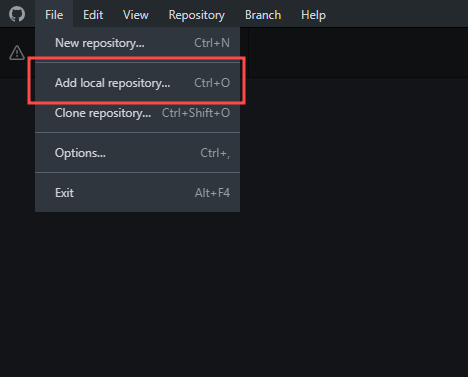 File Edit View Repository Branch Help
New repository... Ctrl+N
Add local repository... Ctrl+O
Clone repository... Ctrl+Shift+O
Options... Ctrl+,
Exit Alt+F4